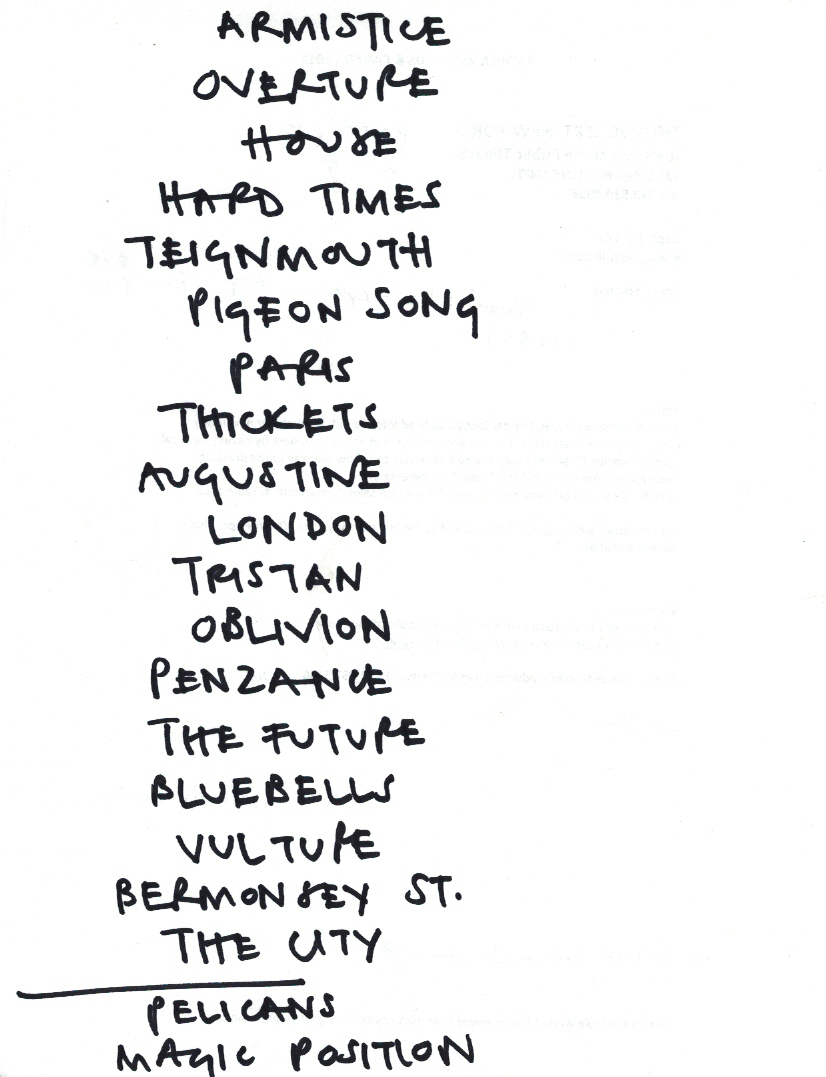 ARMISTICE
OVERTURE
HOUSE
HARD TIMES
TEIGNMOUTH
PIGEON SONG
PARIS
THICKETS
AUGUSTINE
LONDON
TRISTAN
OBLIVION
PENZANCE
THE FUTURE
BLUEBELLS
VULTURE
BERMONDSEY ST.
THE CITY
PELICANS
MAGIC POSITION